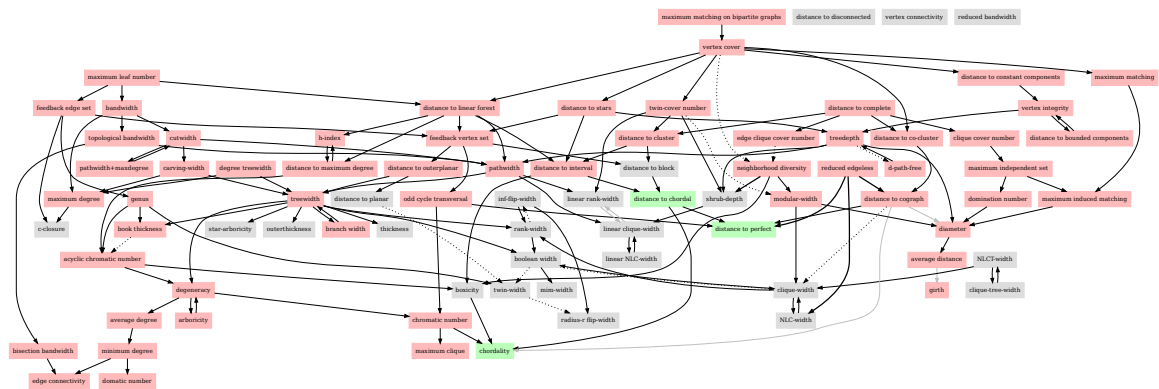 maximum matching on bipartite graphs
distance to disconnected
vertex connectivity
reduced bandwidth
vertex cover
maximum leaf number
distance to constant components
maximum matching
feedback edge set
bandwidth
distance to linear forest
distance to stars
twin-cover number
distance to complete
vertex integrity
topological bandwidth
cutwidth
h-index
feedback vertex set
distance to cluster
edge clique cover number
treedepth
distance to co-cluster
clique cover number
distance to bounded components
pathwidth+maxdegree
carving-width
degree treewidth
distance to maximum degree
distance to outerplanar
pathwidth
distance to interval
distance to block
neighborhood diversity
reduced edgeless
d-path-free
maximum independent set
maximum degree
genus
treewidth
distance to planar
odd cycle transversal
inf-flip-width
linear rank-width
distance to chordal
shrub-depth
modular-width
distance to cograph
domination number
maximum induced matching
c-closure
book thickness
star-arboricity
outerthickness
branch width
thickness
rank-width
linear clique-width
distance to perfect
diameter
acyclic chromatic number
boolean width
linear NLC-width
average distance
NLCT-width
degeneracy
boxicity
twin-width
mim-width
clique-width
girth
clique-tree-width
average degree
arboricity
chromatic number
radius-r flip-width
NLC-width
bisection bandwidth
minimum degree
maximum clique
chordality
edge connectivity
domatic number